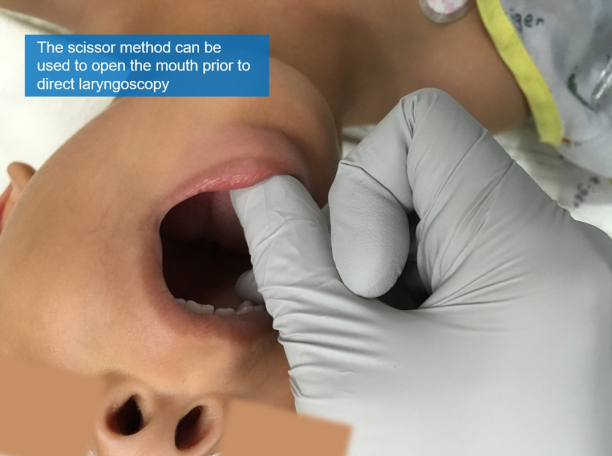 The scissor method can be
used to open the mouth prior to
direct laryngoscopy